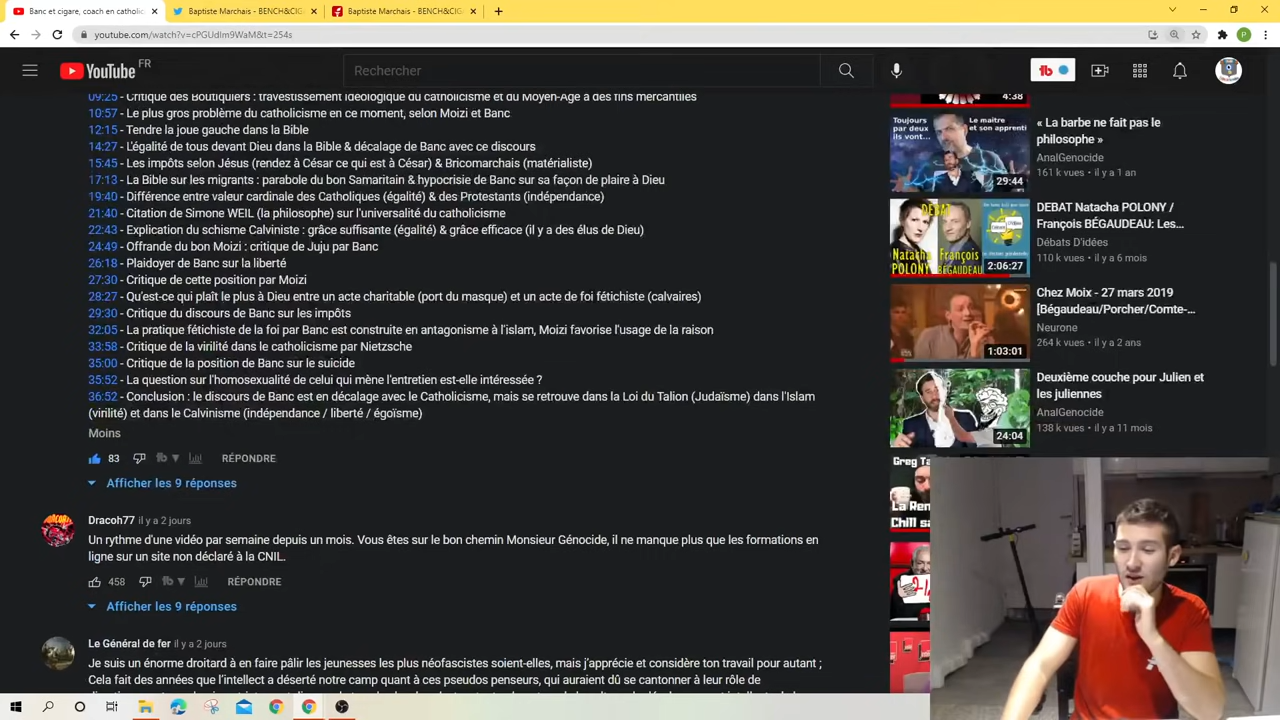 Banc et cigare, coach en catholic
Baptiste Marchais - BENCH&CIGA
Baptiste Marchais - BENCH&CIGA
youtube.com/watch?v=cPGUdIm9WaM&t=254s
YouTube FR
Rechercher
09:25 - Critique des Boutiquiers : travestissement idéologique du catholicisme et du Moyen-Age à des fins mercantiles
10:57 - Le plus gros problème du catholicisme en ce moment, selon Moizi et Banc
12:15 - Tendre la joue gauche dans la Bible
14:27 - L'égalité de tous devant Dieu dans la Bible & décalage de Banc avec ce discours
15:45 - Les impôts selon Jésus (rendez à César ce qui est à César) & Bricomarchais (matérialiste)
17:13 - La Bible sur les migrants : parabole du bon Samaritain & hypocrisie de Banc sur sa façon de plaire à Dieu
19:40 - Différence entre valeur cardinale des Catholiques (égalité) & des Protestants (indépendance)
21:40 - Citation de Simone WEIL (la philosophe) sur l'universalité du catholicisme
22:43 - Explication du schisme Calviniste : grâce suffisante (égalité) & grâce efficace (il y a des élus de Dieu)
24:49 - Offrande du bon Moizi : critique de Juju par Banc
26:18 - Plaidoyer de Banc sur la liberté
27:30 - Critique de cette position par Moizi
28:27 - Qu'est-ce qui plaît le plus à Dieu entre un acte charitable (port du masque) et un acte de foi fétichiste (calvaires)
29:30 - Critique du discours de Banc sur les impôts
32:05 - La pratique fétichiste de la foi par Banc est construite en antagonisme à l'islam, Moizi favorise l'usage de la raison
33:58 - Critique de la virilité dans le catholicisme par Nietzsche
35:00 - Critique de la position de Banc sur le suicide
35:52 - La question sur l'homosexualité de celui qui mène l'entretien est-elle intéressée ?
36:52 - Conclusion : le discours de Banc est en décalage avec le Catholicisme, mais se retrouve dans la Loi du Talion (Judaïsme) dans l'Islam
(virilité) et dans le Calvinisme (indépendance / liberté / égoïsme)
Moins
83 RÉPONDRE
Afficher les 9 réponses
Dracoh77 il y a 2 jours
Un rythme d'une vidéo par semaine depuis un mois. Vous êtes sur le bon chemin Monsieur Génocide, il ne manque plus que les formations en
ligne sur un site non déclaré à la CNIL.
458 RÉPONDRE
Afficher les 9 réponses
Le Général de fer il y a 2 jours
Je suis un énorme droitard à en faire pâlir les jeunesses les plus néofascistes soient-elles, mais j'apprécie et considère ton travail pour autant ;
Cela fait des années que l'intellect a déserté notre camp quant à ces pseudos penseurs, qui auraient dû se cantonner à leur rôle de
4:38
Toujours
par deux
ils vont...
Le maitre
et son apprenti
29:44
« La barbe ne fait pas le
philosophe »
AnalGenocide
161 k vues • il y a 1 an
DEBAT
Natacha
POLONY
François
BÉGAUDEAU
2:06:27
DEBAT Natacha POLONY /
François BÉGAUDEAU: Les...
Débats D'idées
110 k vues • il y a 6 mois
1:03:01
Chez Moix - 27 mars 2019
[Bégaudeau/Porcher/Comte-...
Neurone
264 k vues • il y a 2 ans
24:04
Deuxième couche pour Julien et
les juliennes
AnalGenocide
138 k vues • il y a 11 mois
Greg Ta
La Ren
Chill sa